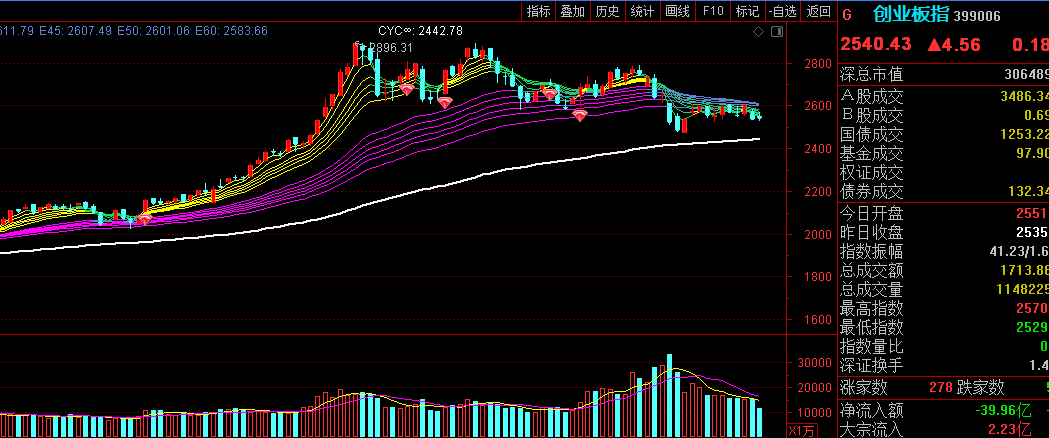 指标 叠加 历史 统计 画线 F10 标记 -自选 返回
G 创业板指 399006
611.79 E45: 2607.49 E50: 2601.06 E60: 2583.66 CYC∞: 2442.78
2896.31
2540.43 ▲4.56 0.18
2800
2600
2400
2200
2000
1800
1600
30000
20000
10000
X1万
深总市值 306489
A股成交 3486.34
B股成交 0.69
国债成交 1253.22
基金成交 97.90
权证成交
债券成交 132.34
今日开盘 2551
昨日收盘 2535
指数振幅 41.23/1.6
总成交额 1713.86
总成交量 1148225
最高指数 2570
最低指数 2529
指数量比 0
深证换手 1.4
涨家数 278 跌家数
净流入额 -39.96亿 -
大宗流入 2.23亿